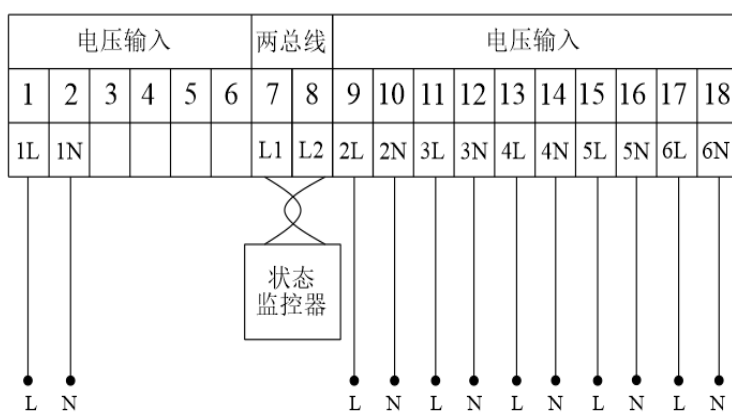 电压输入 两总线 电压输入
1 2 3 4 5 6 7 8 9 10 11 12 13 14 15 16 17 18
1L 1N L1 L2 2L 2N 3L 3N 4L 4N 5L 5N 6L 6N
状态
监控器
L N L N L N L N L N L N